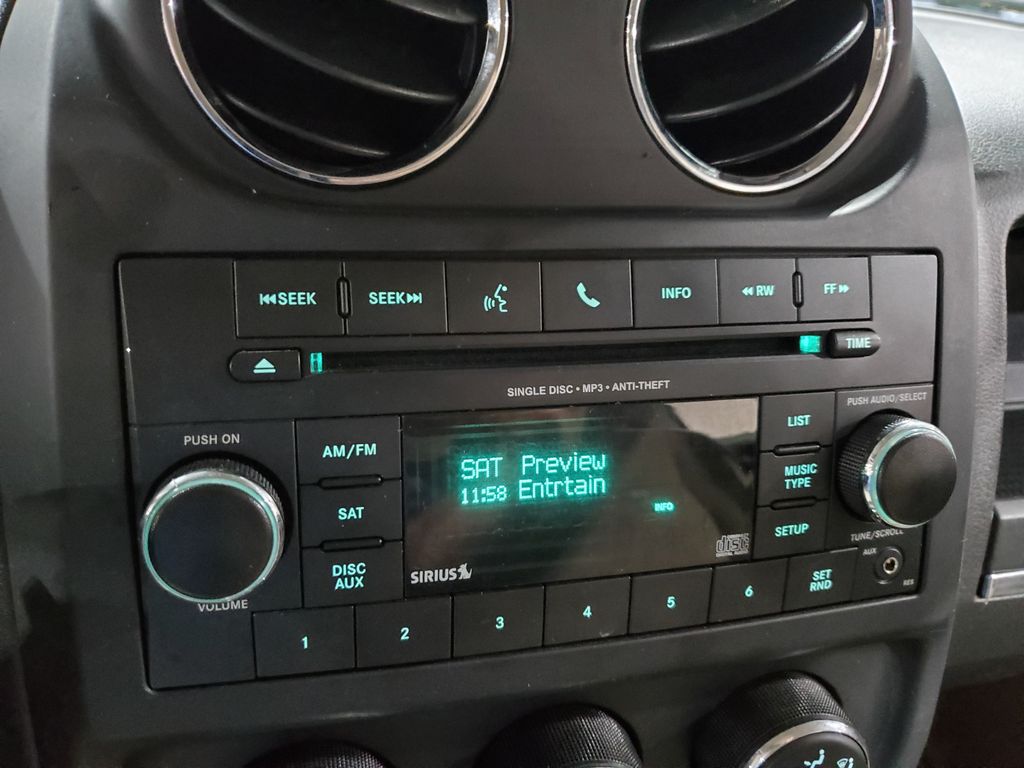 SEEK
SEEK
INFO
RW
FF
TIME
SINGLE DISC • MP3 • ANTI-THEFT
PUSH AUDIO/SELECT
PUSH ON
AM/FM
LIST
SAT Preview
11:58 Entrtain
MUSIC
TYPE
SAT
INFO
SETUP
TUNE/SCROLL
DISC
AUX
SIRIUS
disc
AUX
VOLUME
1
2
3
4
5
6
SET
RND
RES